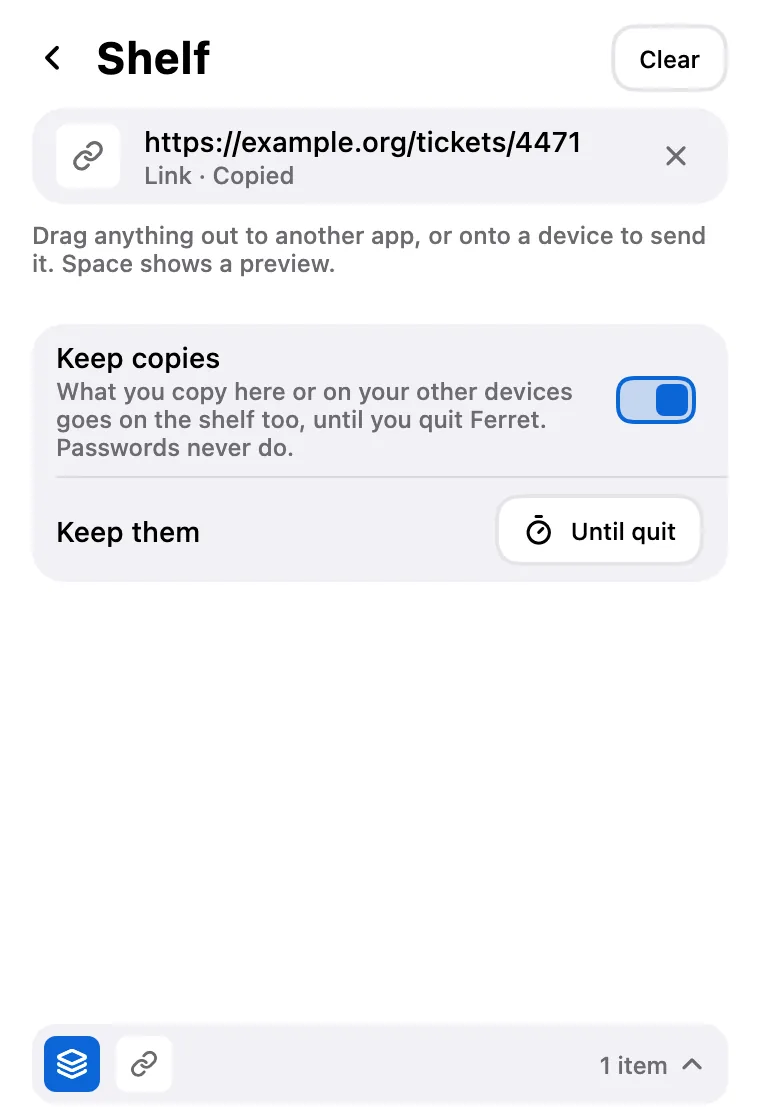 Shelf
Clear
https://example.org/tickets/4471
Link · Copied
Drag anything out to another app, or onto a device to send
it. Space shows a preview.
Keep copies
What you copy here or on your other devices
goes on the shelf too, until you quit Ferret.
Passwords never do.
Keep them
Until quit
1 item